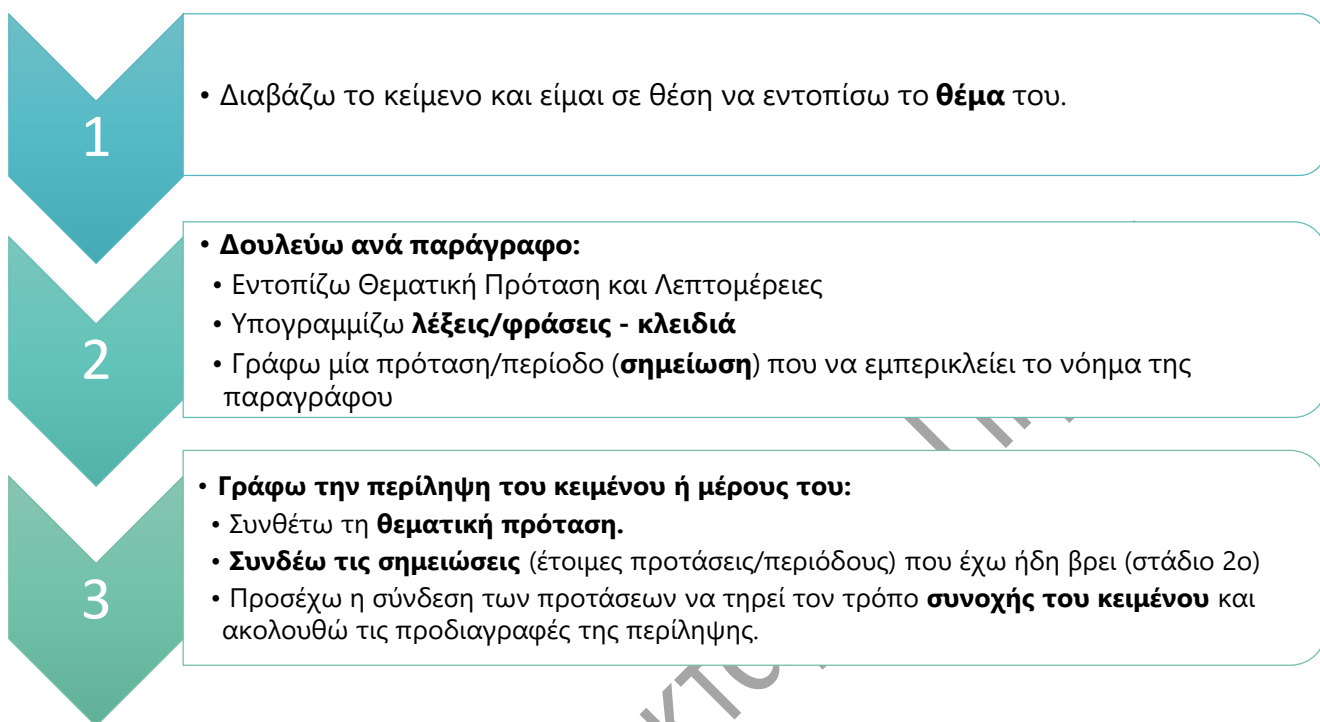 1
• Διαβάζω το κείμενο και είμαι σε θέση να εντοπίσω το θέμα του.
2
• Δουλεύω ανά παράγραφο:
• Εντοπίζω Θεματική Πρόταση και Λεπτομέρειες
• Υπογραμμίζω λέξεις/φράσεις - κλειδιά
• Γράφω μία πρόταση/περίοδο (σημείωση) που να εμπερικλείει το νόημα της
παραγράφου
3
• Γράφω την περίληψη του κειμένου ή μέρους του:
• Συνθέτω τη θεματική πρόταση.
• Συνδέω τις σημειώσεις (έτοιμες προτάσεις/περιόδους) που έχω ήδη βρει (στάδιο 2ο)
• Προσέχω η σύνδεση των προτάσεων να τηρεί τον τρόπο συνοχής του κειμένου και
ακολουθώ τις προδιαγραφές της περίληψης.